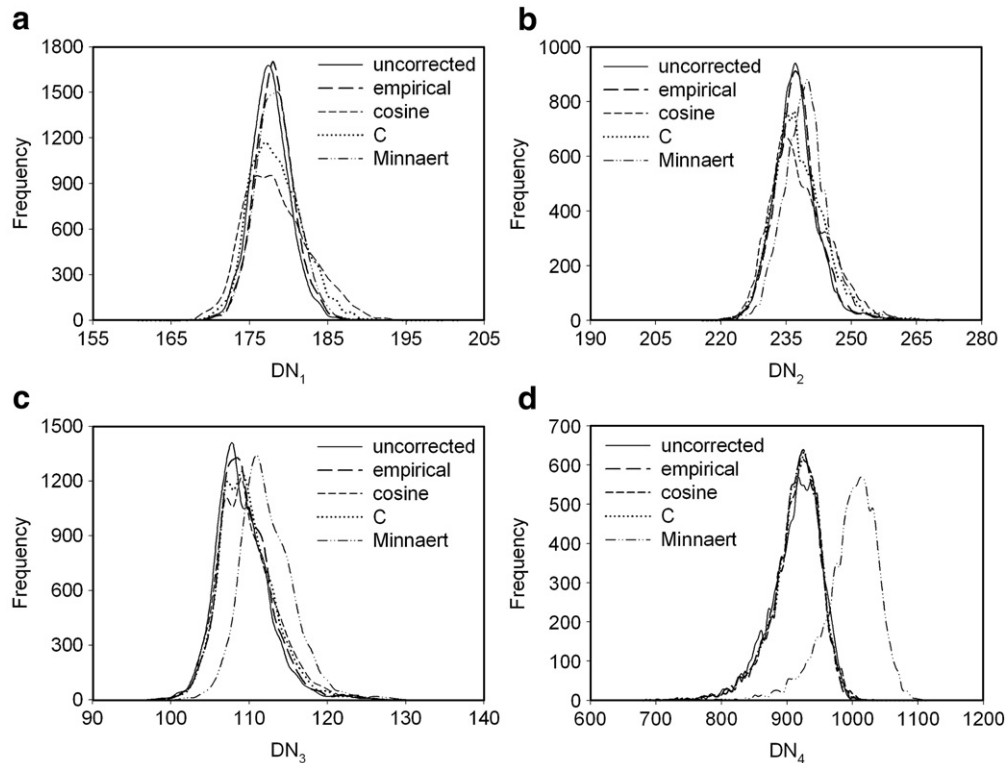 a
1800
1500
1200
900
600
300
0
Frequency
uncorrected
empirical
cosine
C
Minnaert
155 165 175 185 195 205
DN₁
b
1000
800
600
400
200
0
Frequency
uncorrected
empirical
cosine
C
Minnaert
190 205 220 235 250 265 280
DN₂
c
1500
1200
900
600
300
0
Frequency
uncorrected
empirical
cosine
C
Minnaert
90 100 110 120 130 140
DN₃
d
700
600
500
400
300
200
100
0
Frequency
uncorrected
empirical
cosine
C
Minnaert
600 700 800 900 1000 1100 1200
DN₄